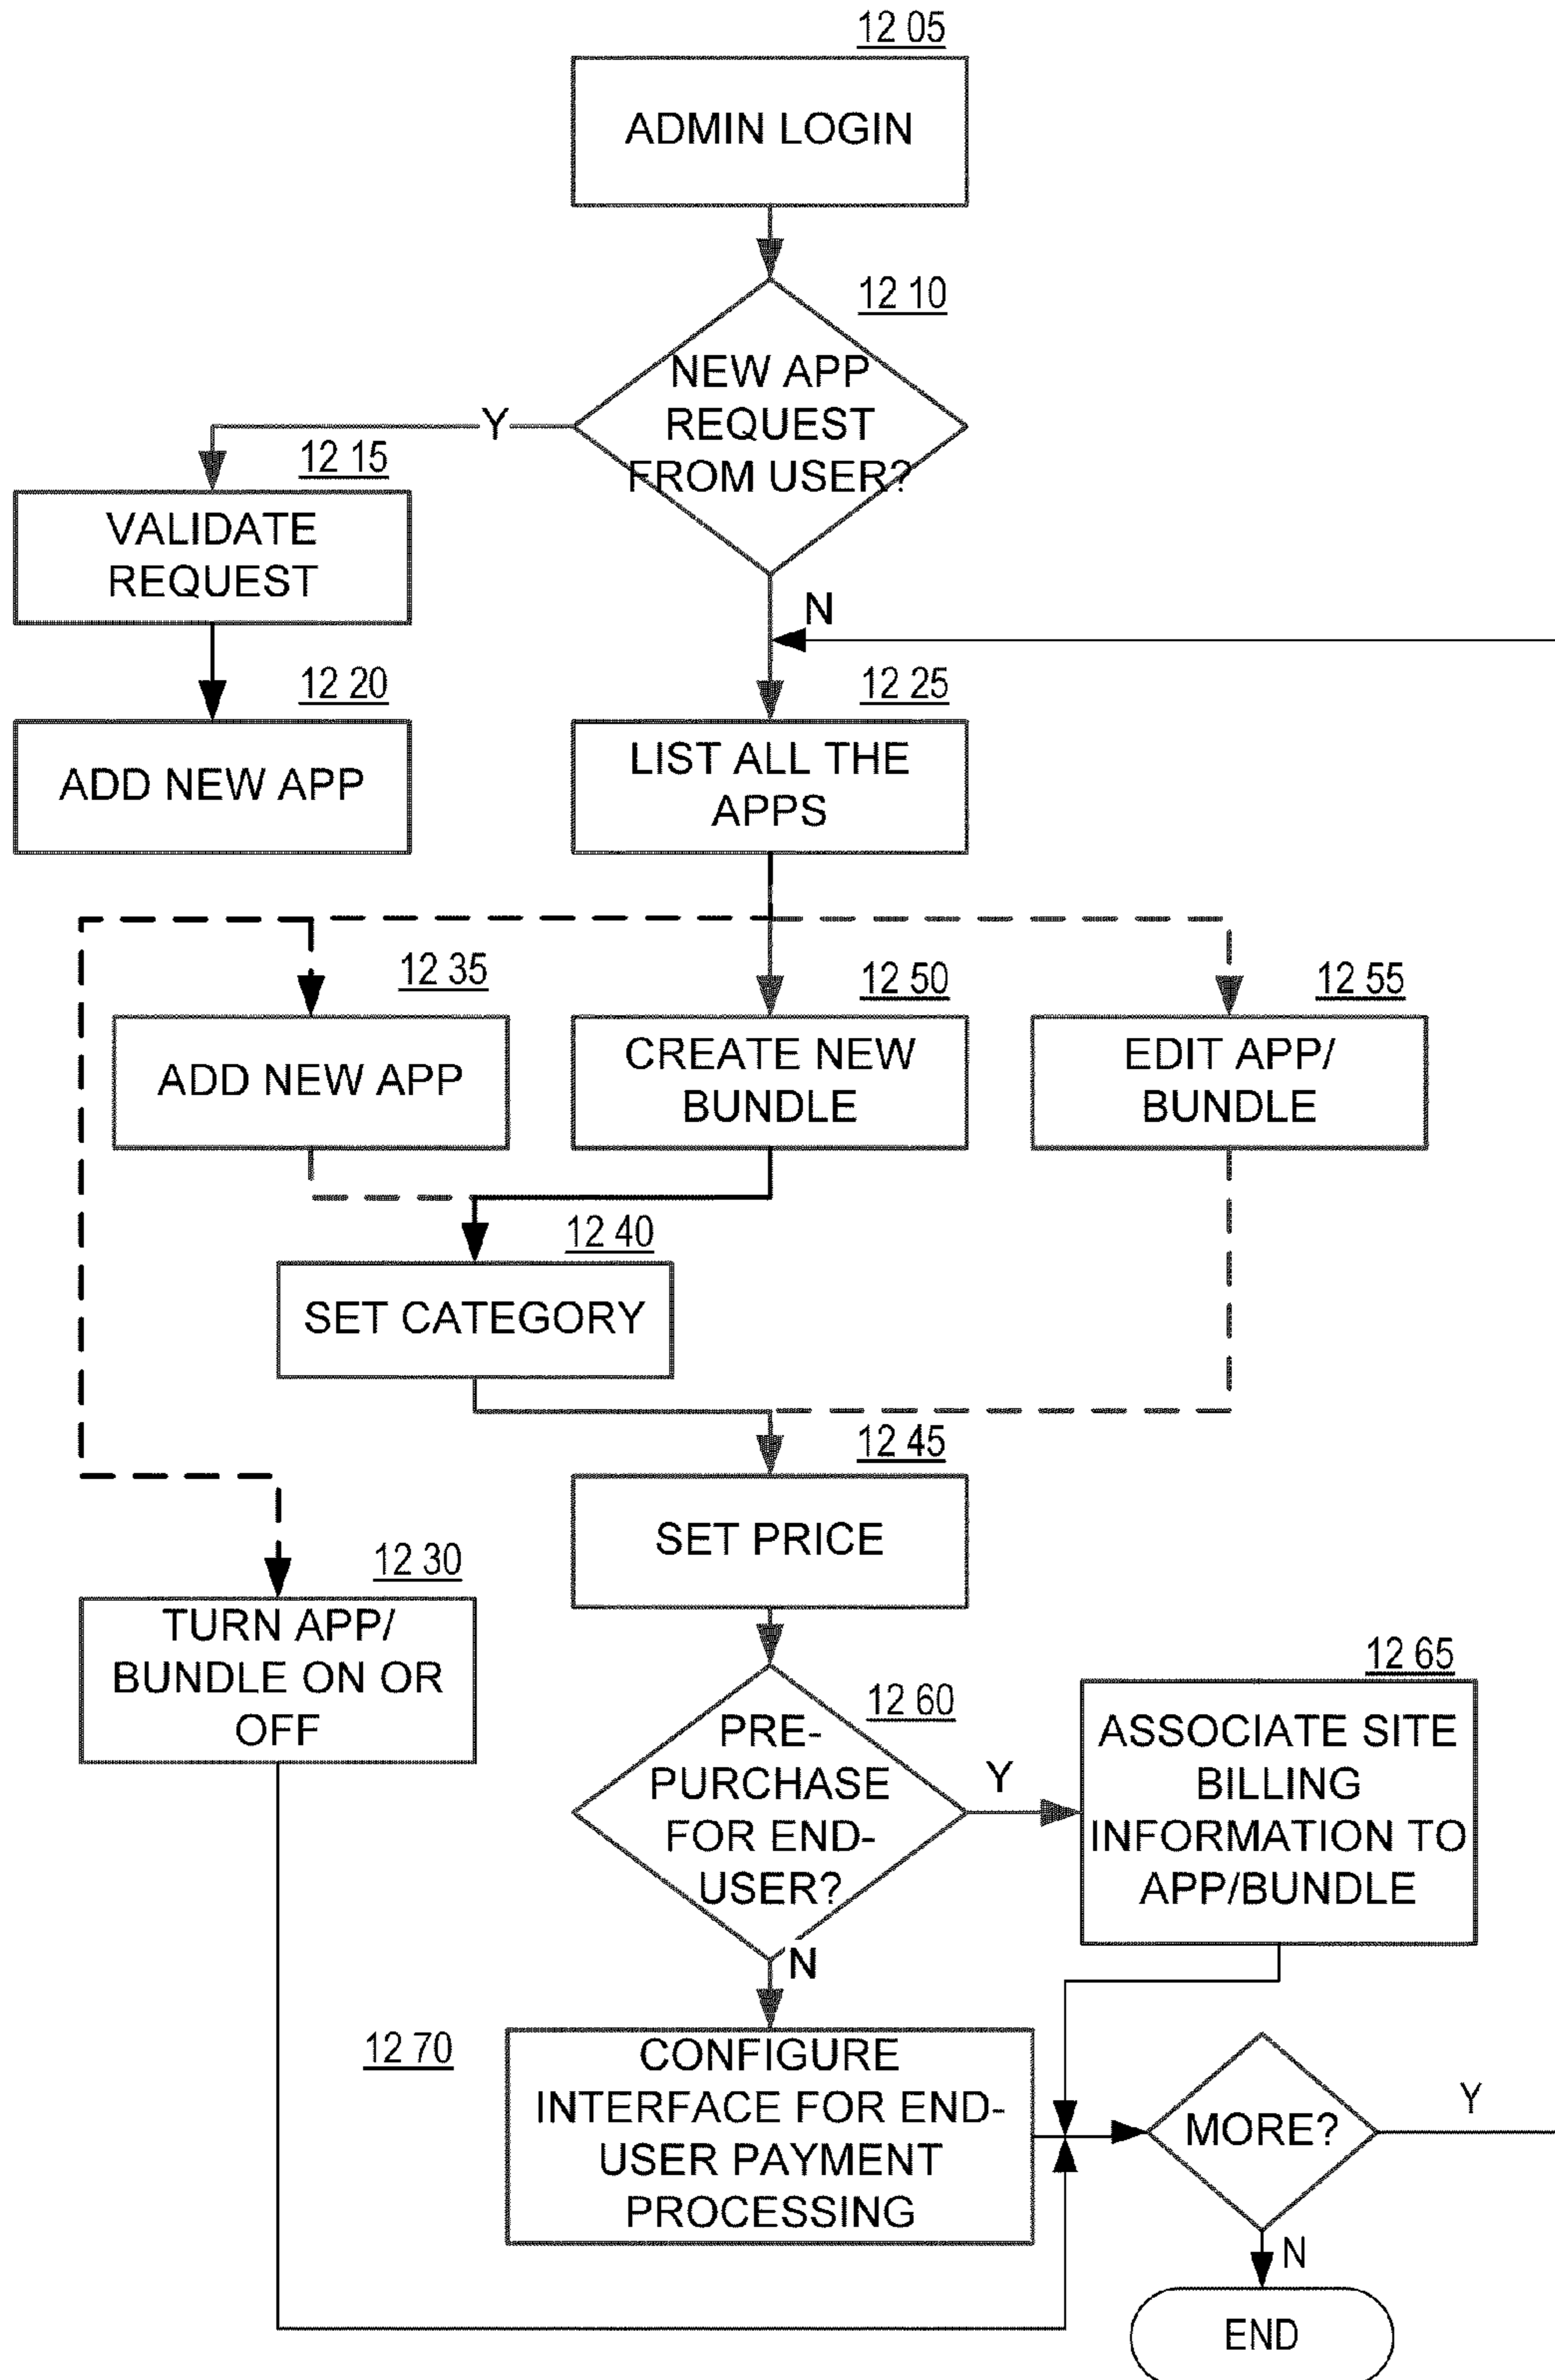 12 05
ADMIN LOGIN
12 10
NEW APP
REQUEST
FROM USER?
Y
12 15
VALIDATE
REQUEST
N
12 20
ADD NEW APP
12 25
LIST ALL THE
APPS
12 35
ADD NEW APP
12 50
CREATE NEW
BUNDLE
12 55
EDIT APP/
BUNDLE
12 40
SET CATEGORY
12 45
SET PRICE
12 30
TURN APP/
BUNDLE ON OR
OFF
12 60
PRE-
PURCHASE
FOR END-
USER?
Y
12 65
ASSOCIATE SITE
BILLING
INFORMATION TO
APP/BUNDLE
N
12 70
CONFIGURE
INTERFACE FOR END-
USER PAYMENT
PROCESSING
MORE?
Y
N
END